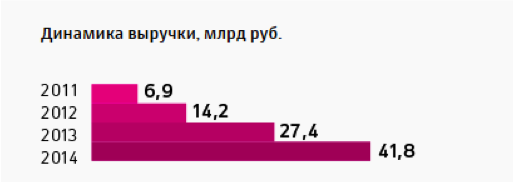 Динамика выручки, млрд руб.
2011 6,9
2012 14,2
2013 27,4
2014 41,8